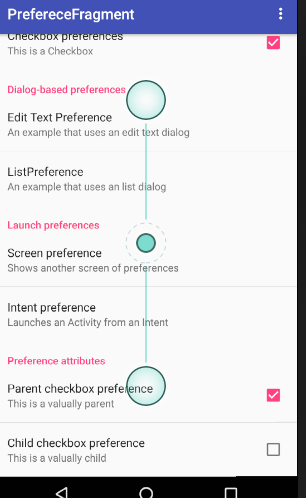 PrefereceFragment
Checkbox preferences
This is a Checkbox
Dialog-based preferences
Edit Text Preference
An example that uses an edit text dialog
ListPreference
An example that uses an list dialog
Launch preferences
Screen preference
Shows another screen of preferences
Intent preference
Launches an Activity from an Intent
Preference attributes
Parent checkbox preference
This is a valually parent
Child checkbox preference
This is a valually child